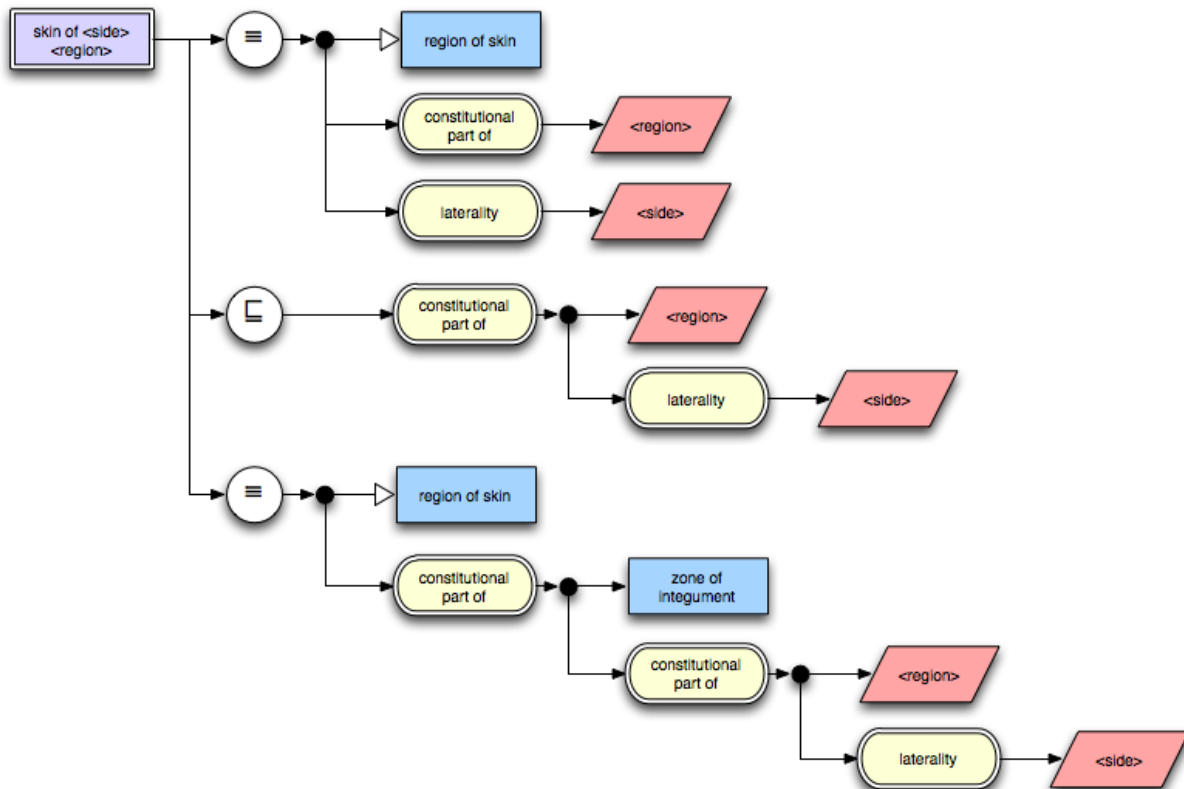 skin of <side>
<region>
≡
region of skin
constitutional
part of
<region>
laterality
<side>
⊑
constitutional
part of
<region>
laterality
<side>
≡
region of skin
constitutional
part of
zone of
integument
constitutional
part of
<region>
laterality
<side>